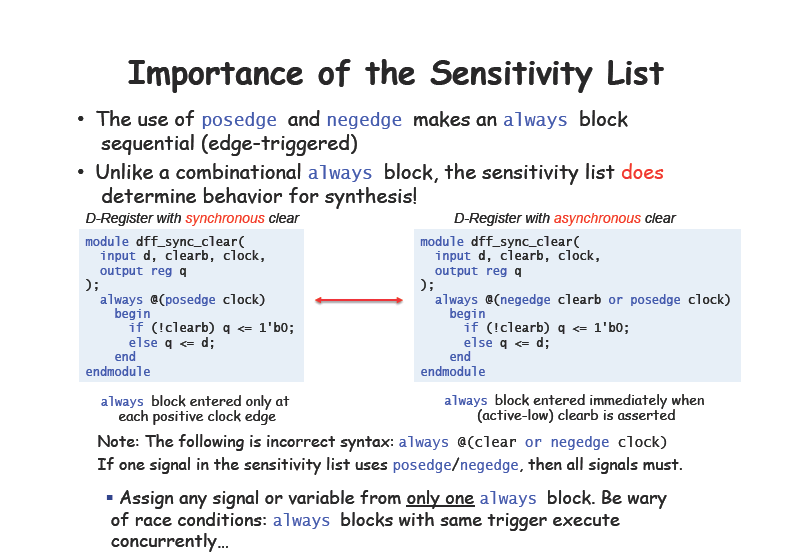 Importance of the Sensitivity List
• The use of posedge and negedge makes an always block
sequential (edge-triggered)
• Unlike a combinational always block, the sensitivity list does
determine behavior for synthesis!
D-Register with synchronous clear
module dff_sync_clear(
input d, clearb, clock,
output reg q
);
always @(posedge clock)
begin
if (!clearb) q <= 1'b0;
else q <= d;
end
endmodule
always block entered only at
each positive clock edge
D-Register with asynchronous clear
module dff_sync_clear(
input d, clearb, clock,
output reg q
);
always @(negedge clearb or posedge clock)
begin
if (!clearb) q <= 1'b0;
else q <= d;
end
endmodule
always block entered immediately when
(active-low) clearb is asserted
Note: The following is incorrect syntax: always @(clear or negedge clock)
If one signal in the sensitivity list uses posedge/negedge, then all signals must.
▪ Assign any signal or variable from only one always block. Be wary
of race conditions: always blocks with same trigger execute
concurrently…